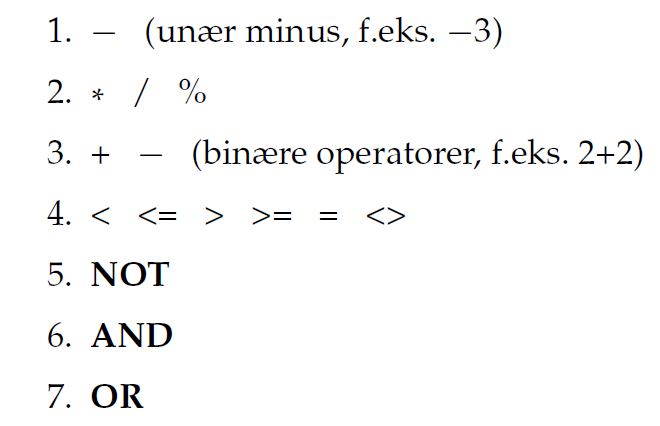 1. − (unær minus, f.eks. −3)
2. * / %
3. + − (binære operatorer, f.eks. 2+2)
4. < <= > >= = <>
5. NOT
6. AND
7. OR